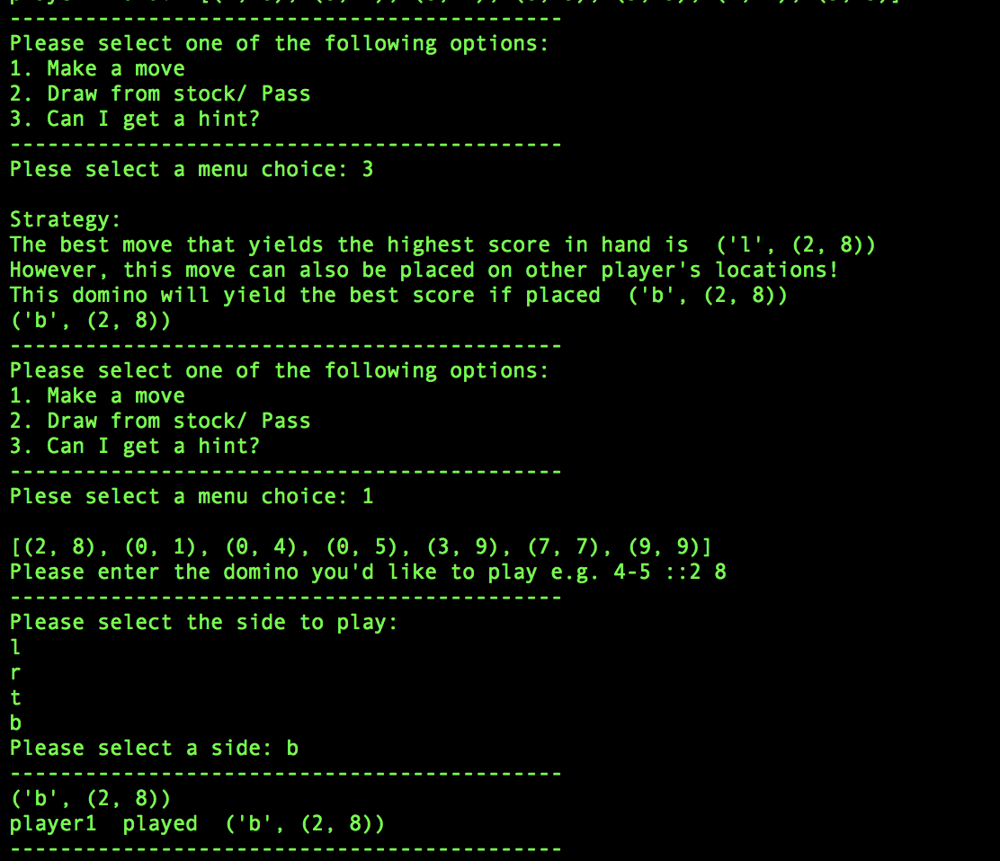 --------------------------------------------
Please select one of the following options:
1. Make a move
2. Draw from stock/ Pass
3. Can I get a hint?
--------------------------------------------
Plese select a menu choice: 3
Strategy:
The best move that yields the highest score in hand is  ('l', (2, 8))
However, this move can also be placed on other player's locations!
This domino will yield the best score if placed  ('b', (2, 8))
('b', (2, 8))
--------------------------------------------
Please select one of the following options:
1. Make a move
2. Draw from stock/ Pass
3. Can I get a hint?
--------------------------------------------
Plese select a menu choice: 1
[(2, 8), (0, 1), (0, 4), (0, 5), (3, 9), (7, 7), (9, 9)]
Please enter the domino you'd like to play e.g. 4-5 ::2 8
--------------------------------------------
Please select the side to play:
l
r
t
b
Please select a side: b
--------------------------------------------
('b', (2, 8))
player1  played  ('b', (2, 8))
--------------------------------------------